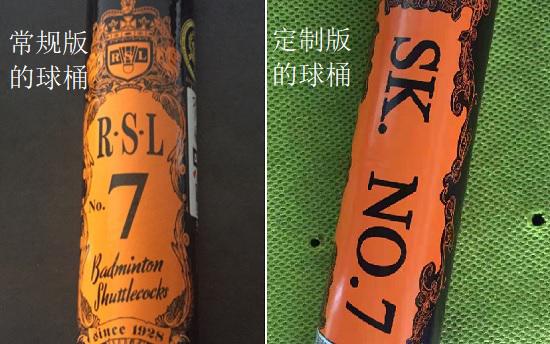 常规版
的球桶
RSL
R·S·L
No. 7
Badminton
Shuttlecocks
since 1928
定制版
的球桶
SK. NO.7